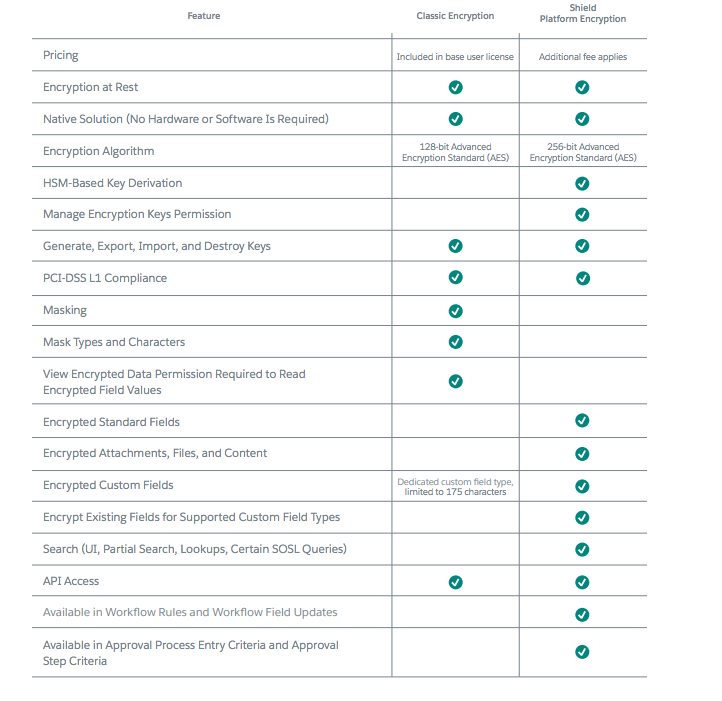 Feature
Classic Encryption
Shield
Platform Encryption
Pricing
Included in base user license
Additional fee applies
Encryption at Rest
Native Solution (No Hardware or Software Is Required)
Encryption Algorithm
128-bit Advanced
Encryption Standard (AES)
256-bit Advanced
Encryption Standard (AES)
HSM-Based Key Derivation
Manage Encryption Keys Permission
Generate, Export, Import, and Destroy Keys
PCI-DSS L1 Compliance
Masking
Mask Types and Characters
View Encrypted Data Permission Required to Read
Encrypted Field Values
Encrypted Standard Fields
Encrypted Attachments, Files, and Content
Encrypted Custom Fields
Dedicated custom field type,
limited to 175 characters
Encrypt Existing Fields for Supported Custom Field Types
Search (UI, Partial Search, Lookups, Certain SOSL Queries)
API Access
Available in Workflow Rules and Workflow Field Updates
Available in Approval Process Entry Criteria and Approval
Step Criteria